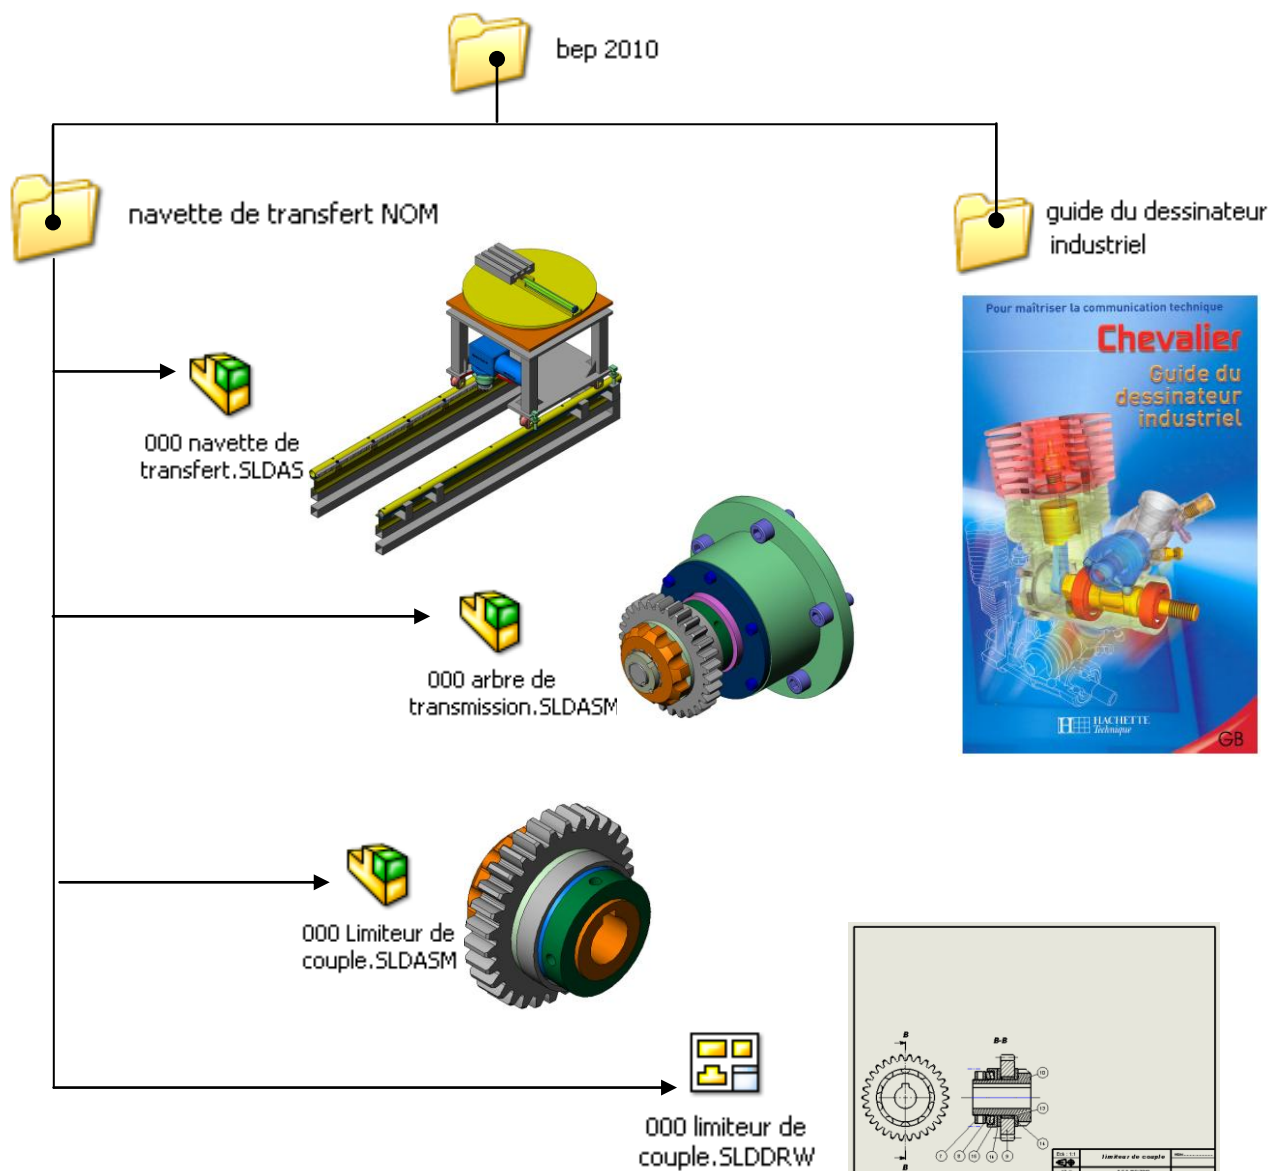 bep 2010
navette de transfert NOM
guide du dessinateur
industriel
Pour maîtriser la communication technique
Chevalier
Guide du
dessinateur
industriel
HACHETTE
Technique
GB
000 navette de
transfert.SLDAS
000 arbre de
transmission.SLDASM
000 Limiteur de
couple.SLDASM
000 limiteur de
couple.SLDDRW
B
B-B
B
limiteur de couple